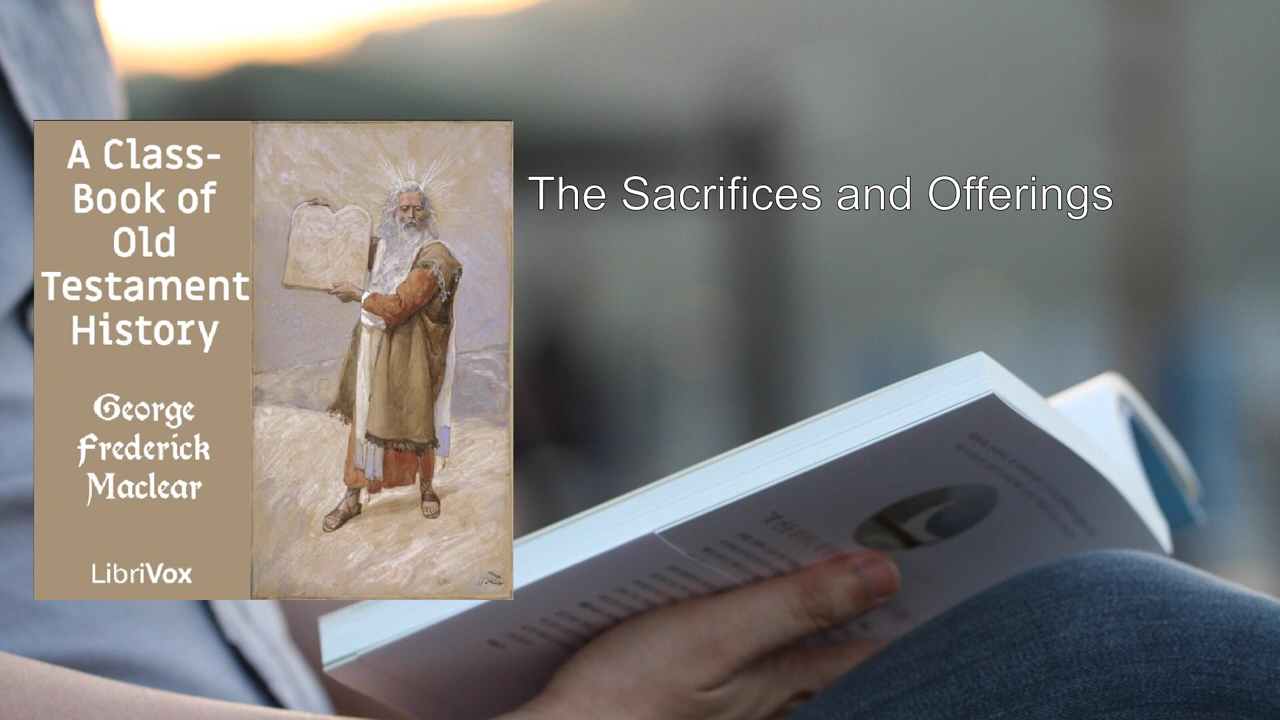 A Class-
Book of
Old
Testament
History
George
Frederick
Maclear
LibriVox
The Sacrifices and Offerings